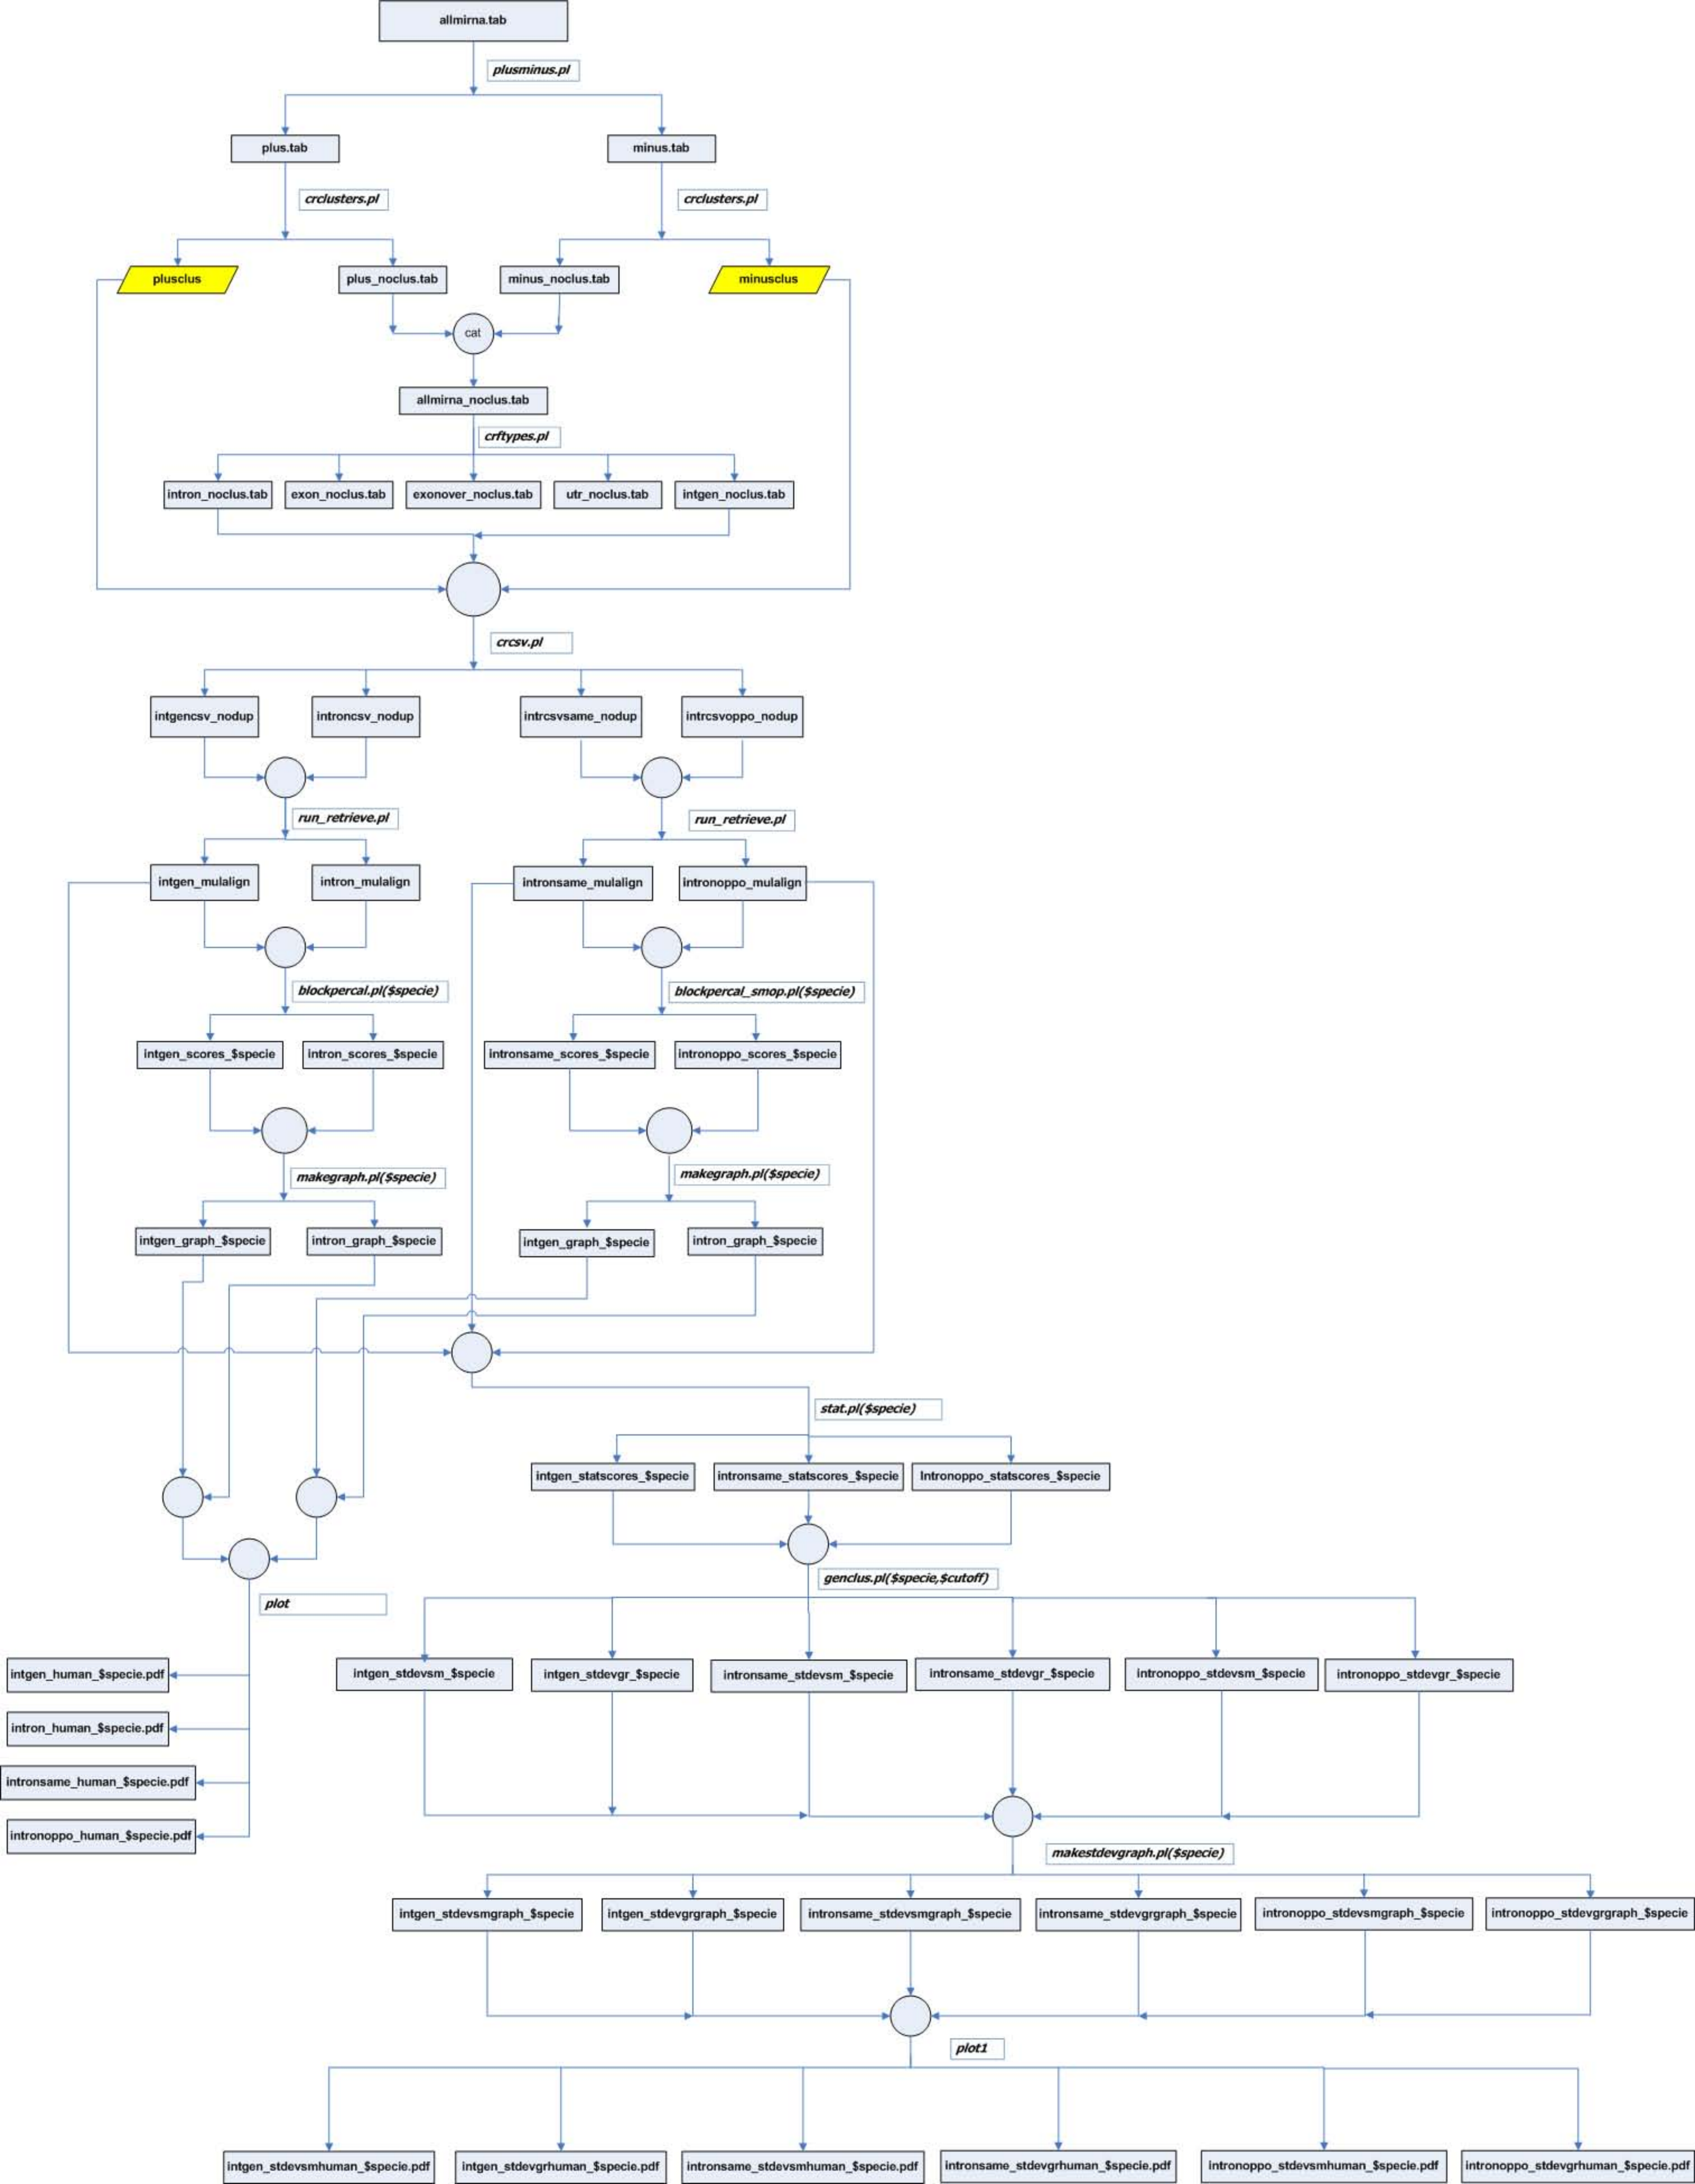 allmirna.tab
plusminus.pl
plus.tab
minus.tab
crclusters.pl
crclusters.pl
plusclus
plus_noclus.tab
minus_noclus.tab
minusclus
cat
allmirna_noclus.tab
crftypes.pl
intron_noclus.tab
exon_noclus.tab
exonover_noclus.tab
utr_noclus.tab
intgen_noclus.tab
crcsv.pl
intgencsv_nodup
introncsv_nodup
intrcsvsame_nodup
intrcsvoppo_nodup
run_retrieve.pl
run_retrieve.pl
intgen_mulalign
intron_mulalign
intronsame_mulalign
intronoppo_mulalign
blockpercal.pl($specie)
blockpercal_smop.pl($specie)
intgen_scores_$specie
intron_scores_$specie
intronsame_scores_$specie
intronoppo_scores_$specie
makegraph.pl($specie)
makegraph.pl($specie)
intgen_graph_$specie
intron_graph_$specie
intgen_graph_$specie
intron_graph_$specie
stat.pl($specie)
intgen_statscores_$specie
intronsame_statscores_$specie
Intronoppo_statscores_$specie
genclus.pl($specie,$cutoff)
plot
intgen_human_$specie.pdf
intron_human_$specie.pdf
intronsame_human_$specie.pdf
intronoppo_human_$specie.pdf
intgen_stdevsm_$specie
intgen_stdevgr_$specie
intronsame_stdevsm_$specie
intronsame_stdevgr_$specie
intronoppo_stdevsm_$specie
intronoppo_stdevgr_$specie
makestdevgraph.pl($specie)
intgen_stdevsmgraph_$specie
intgen_stdevgrgraph_$specie
intronsame_stdevsmgraph_$specie
intronsame_stdevgrgraph_$specie
intronoppo_stdevsmgraph_$specie
intronoppo_stdevgrgraph_$specie
plot1
intgen_stdevsmhuman_$specie.pdf
intgen_stdevgrhuman_$specie.pdf
intronsame_stdevsmhuman_$specie.pdf
intronsame_stdevgrhuman_$specie.pdf
intronoppo_stdevsmhuman_$specie.pdf
intronoppo_stdevgrhuman_$specie.pdf